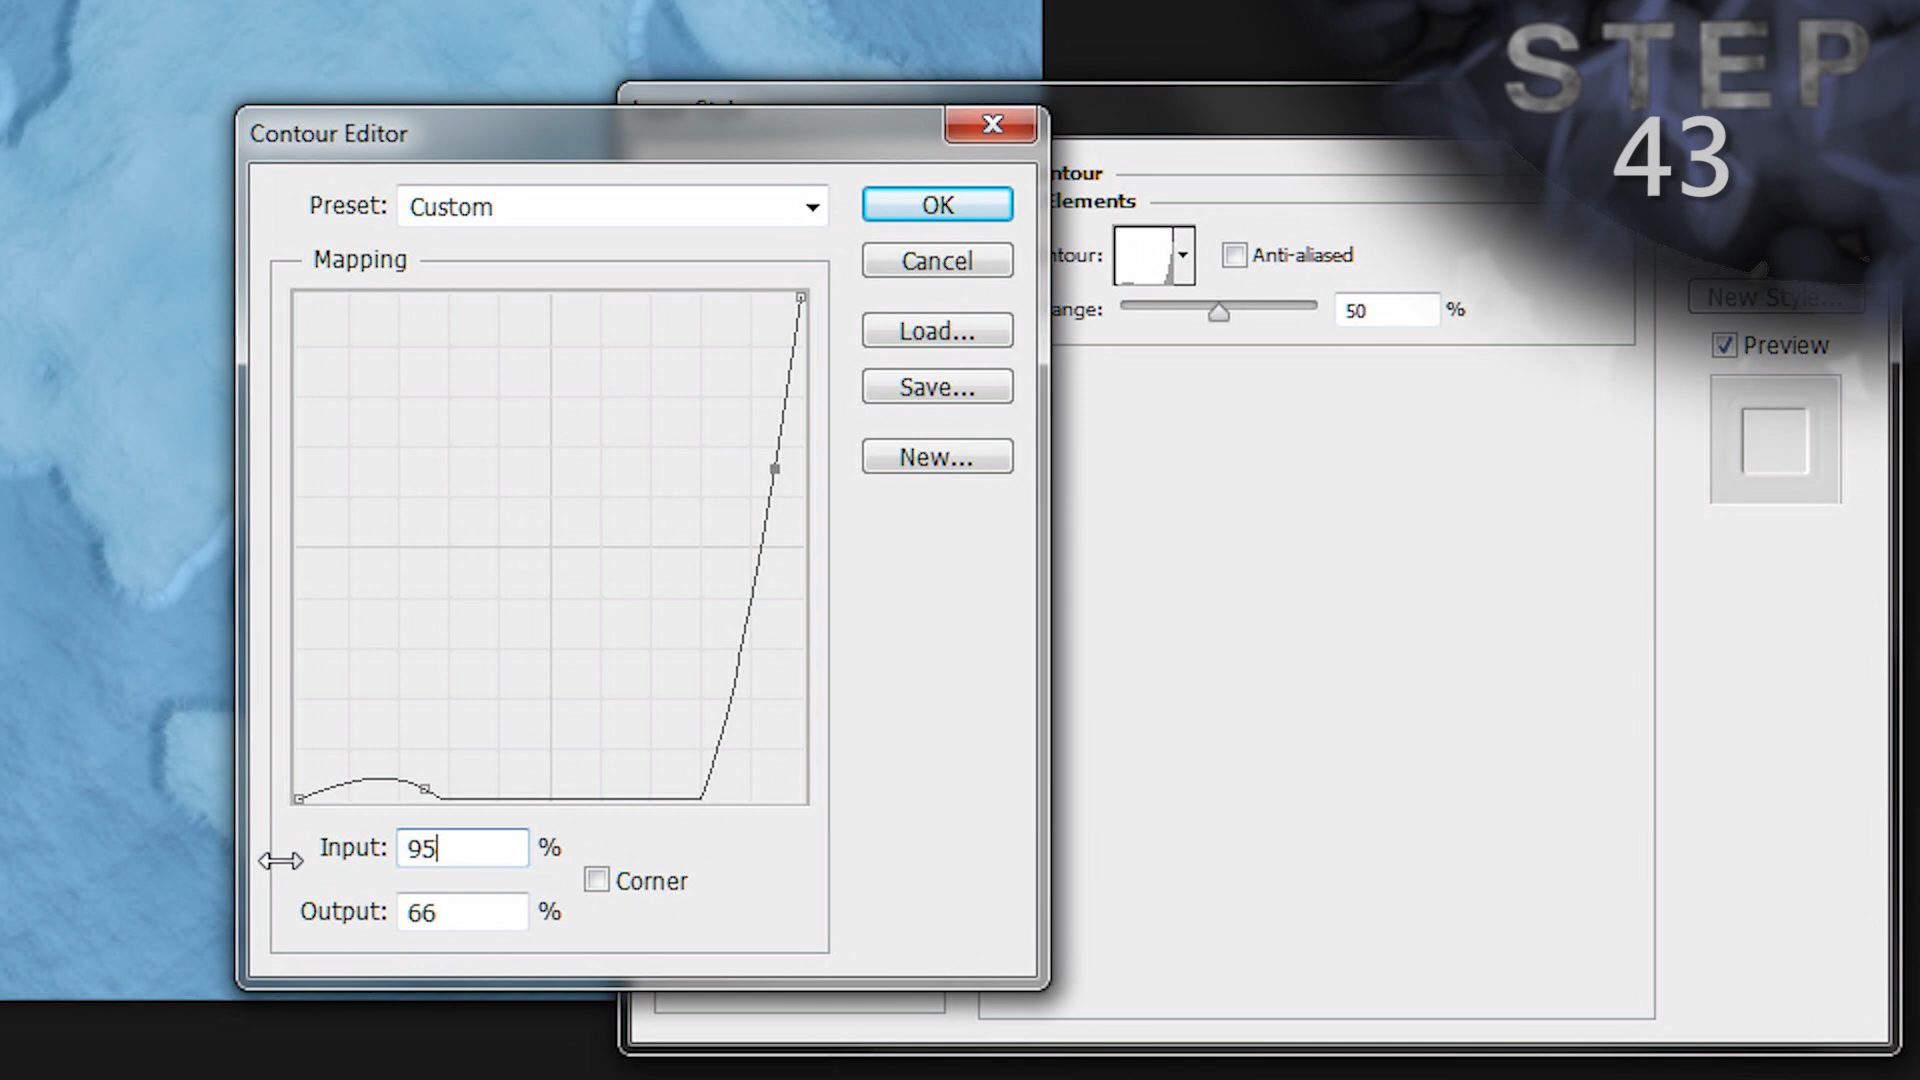 STEP
43
Contour Editor
Preset: Custom
OK
Cancel
Load...
Save...
New...
Mapping
Input: 95 %
Output: 66 %
Corner
ntour
Elements
ntour:
Anti-aliased
ange: 50 %
New Style...
Preview